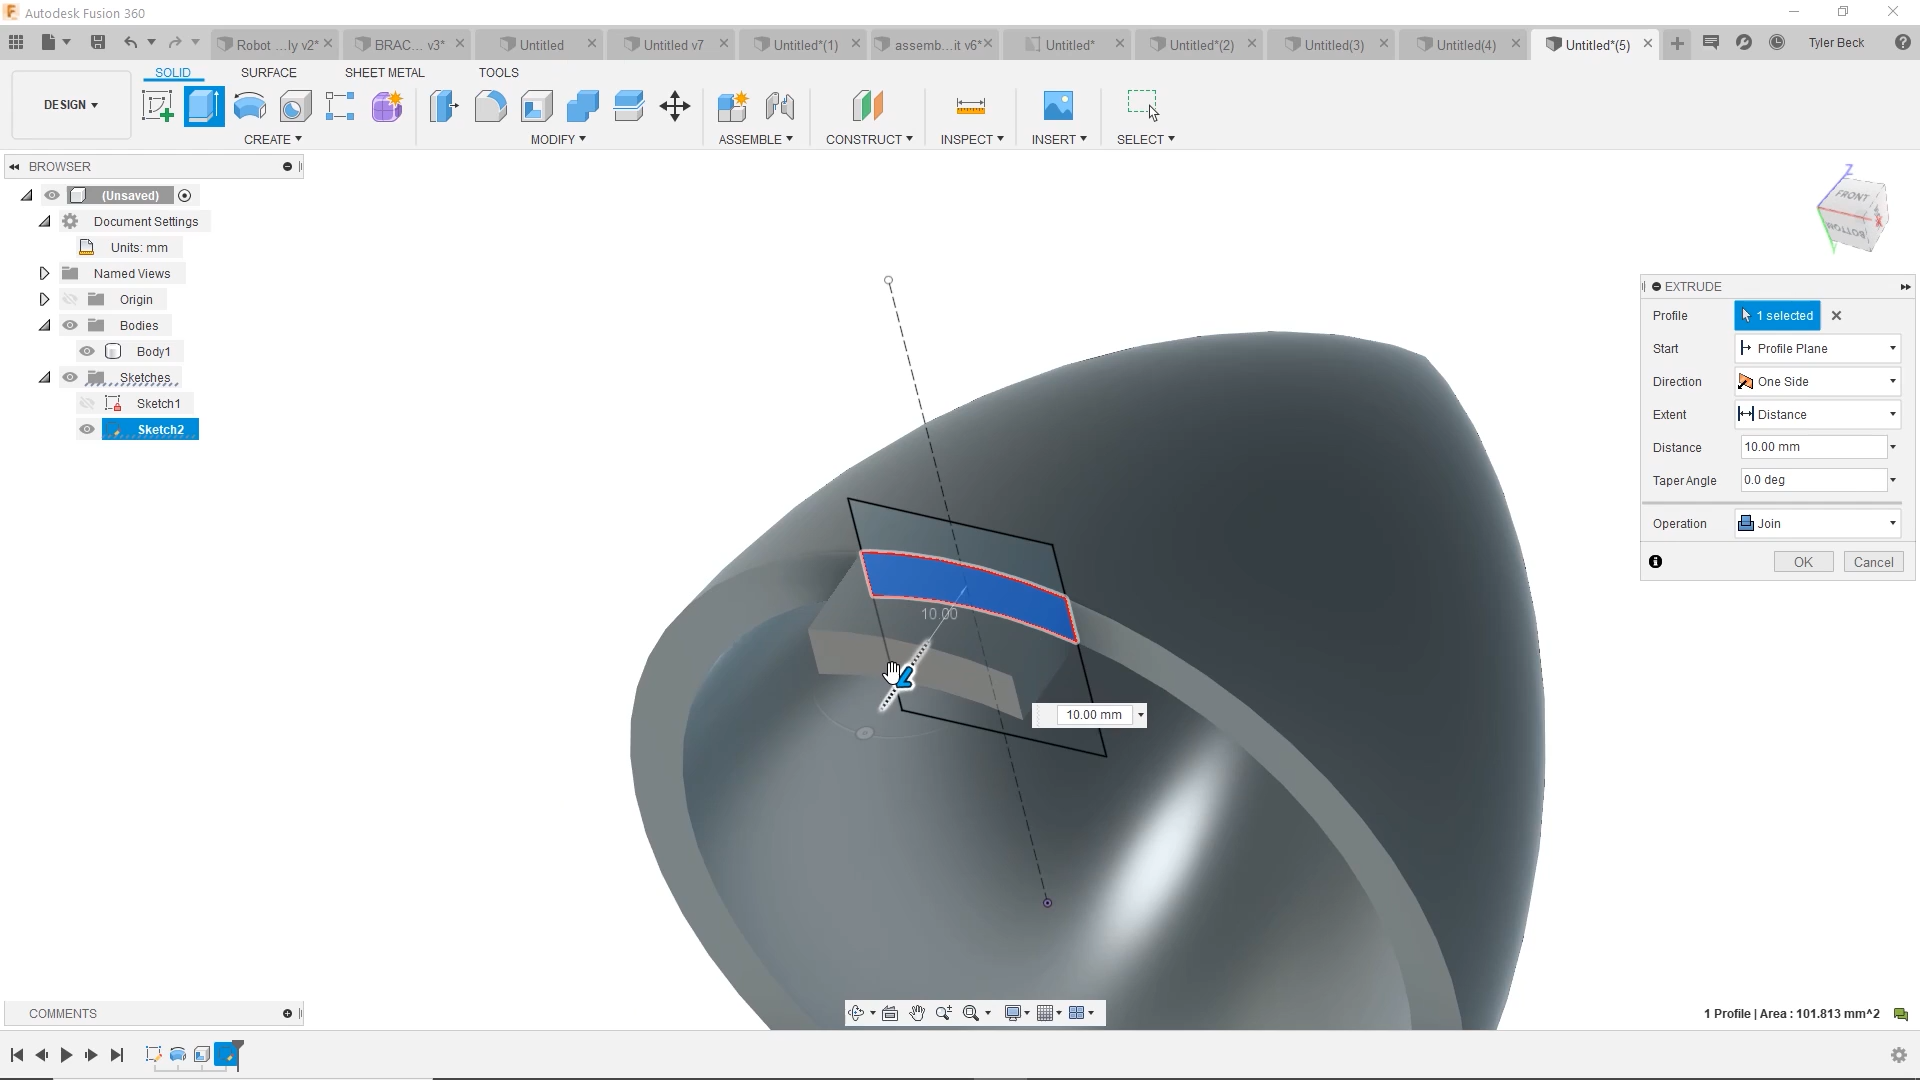 Autodesk Fusion 360
Robot ...ly v2*
BRAC... v3*
Untitled
Untitled v7
Untitled*(1)
assemb...it v6*
Untitled*
Untitled*(2)
Untitled(3)
Untitled(4)
Untitled*(5)
Tyler Beck
SOLID
SURFACE
SHEET METAL
TOOLS
DESIGN
CREATE
MODIFY
ASSEMBLE
CONSTRUCT
INSPECT
INSERT
SELECT
BROWSER
(Unsaved)
Document Settings
Units: mm
Named Views
Origin
Bodies
Body1
Sketches
Sketch1
Sketch2
Z
FRONT
BOTTOM
X
Y
EXTRUDE
Profile
1 selected
Start
Profile Plane
Direction
One Side
Extent
Distance
Distance
10.00 mm
Taper Angle
0.0 deg
Operation
Join
OK
Cancel
10.00
10.00 mm
COMMENTS
1 Profile | Area : 101.813 mm^2